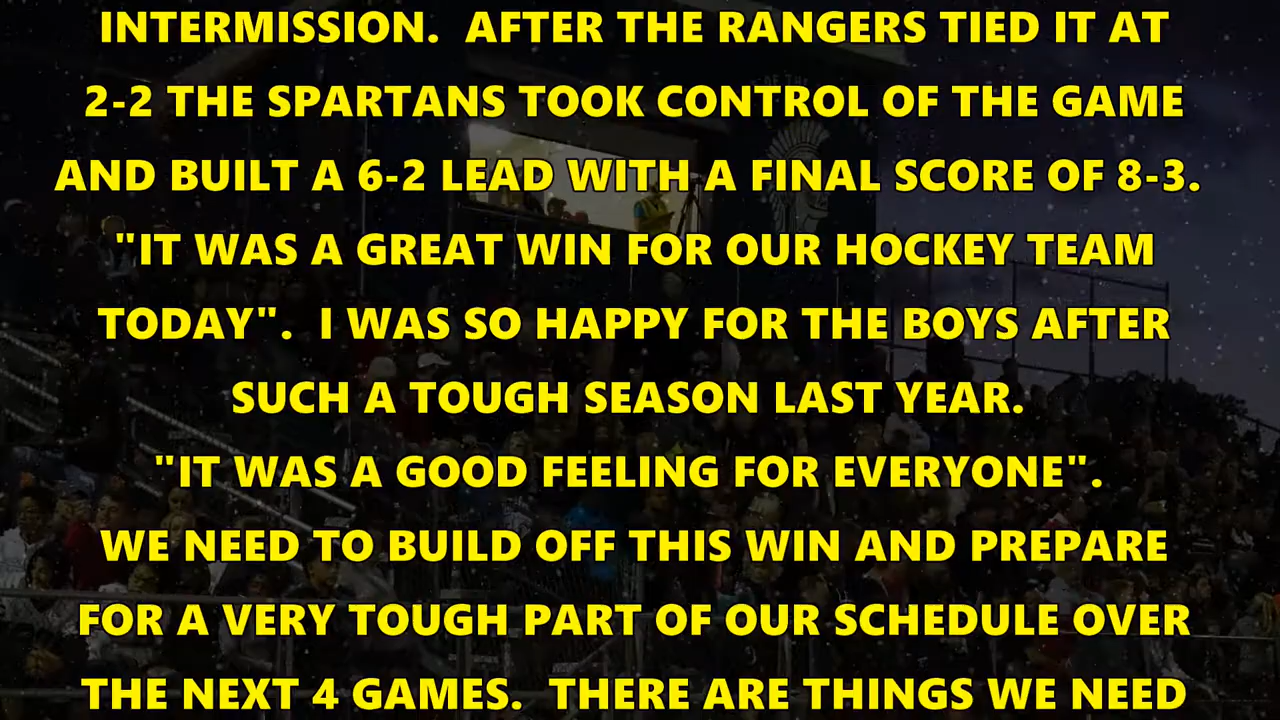 INTERMISSION.  AFTER THE RANGERS TIED IT AT
2-2 THE SPARTANS TOOK CONTROL OF THE GAME
AND BUILT A 6-2 LEAD WITH A FINAL SCORE OF 8-3.
"IT WAS A GREAT WIN FOR OUR HOCKEY TEAM
TODAY".  I WAS SO HAPPY FOR THE BOYS AFTER
SUCH A TOUGH SEASON LAST YEAR.
"IT WAS A GOOD FEELING FOR EVERYONE".
WE NEED TO BUILD OFF THIS WIN AND PREPARE
FOR A VERY TOUGH PART OF OUR SCHEDULE OVER
THE NEXT 4 GAMES.  THERE ARE THINGS WE NEED